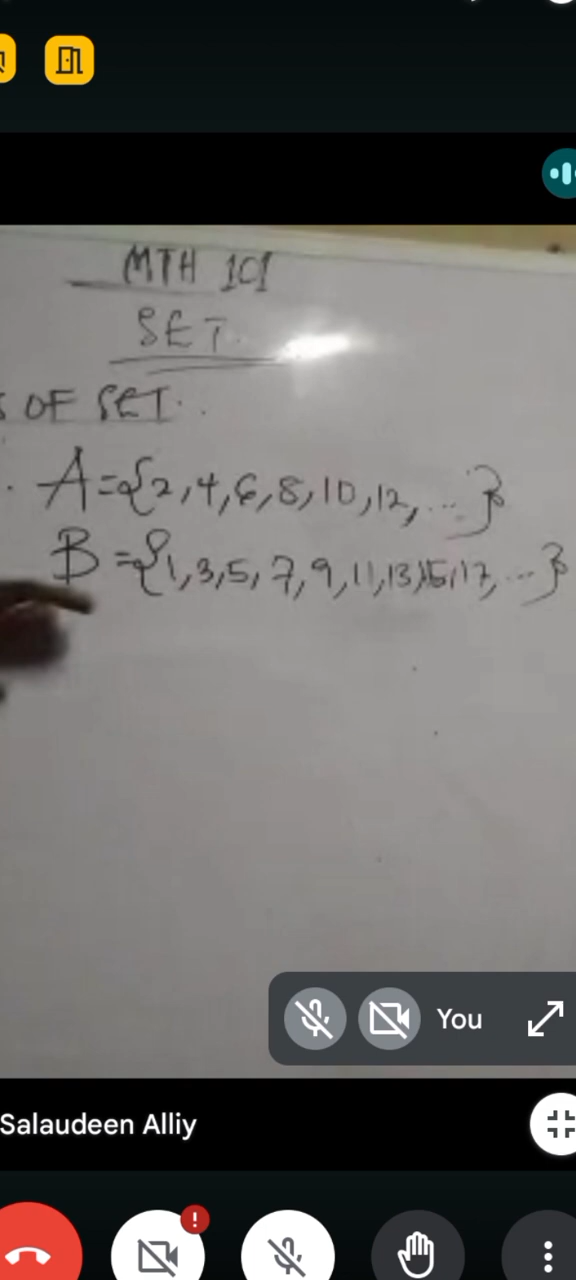 MTH 101
SET
OF SET.
A={2,4,6,8,10,12,...}
B={1,3,5,7,9,11,13,15,17,...}
You
Salaudeen Alliy
!